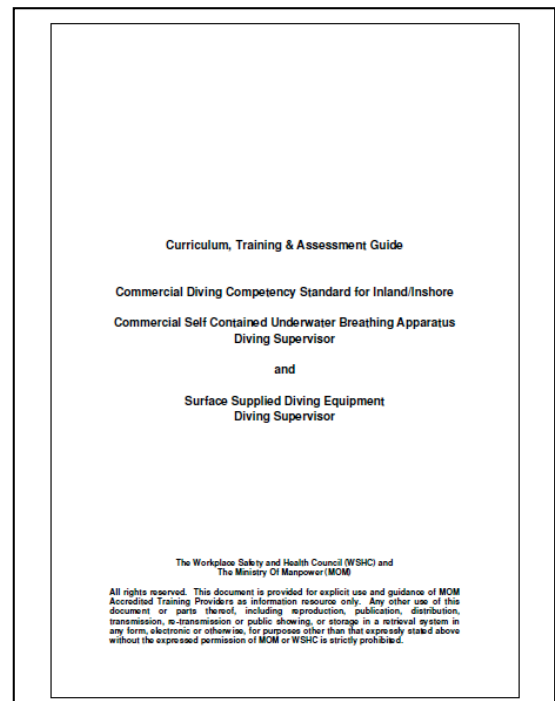 Curriculum, Training & Assessment Guide
Commercial Diving Competency Standard for Inland/Inshore
Commercial Self Contained Underwater Breathing Apparatus
Diving Supervisor
and
Surface Supplied Diving Equipment
Diving Supervisor
The Workplace Safety and Health Council (WSHC) and
The Ministry Of Manpower (MOM)
All rights reserved. This document is provided for explicit use and guidance of MOM
Accredited Training Providers as information resource only. Any other use of this
document or parts thereof, including reproduction, publication, distribution,
transmission, re-transmission or public showing, or storage in a retrieval system in
any form, electronic or otherwise, for purposes other than that expressly stated above
without the expressed permission of MOM or WSHC is strictly prohibited.